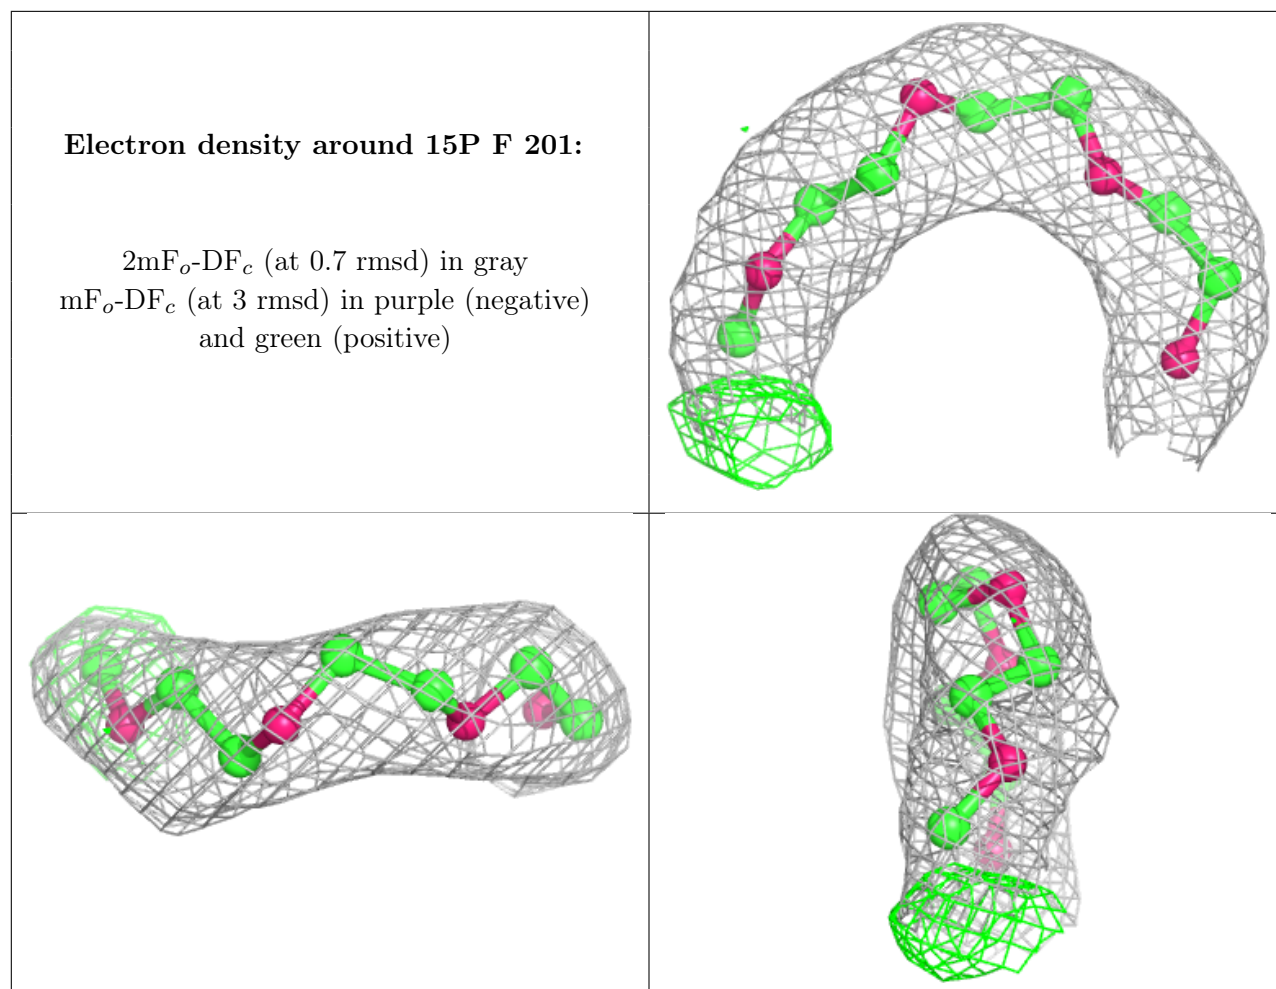 Electron density around 15P F 201:
2mFₒ-DF𝒸 (at 0.7 rmsd) in gray
mFₒ-DF𝒸 (at 3 rmsd) in purple (negative)
and green (positive)